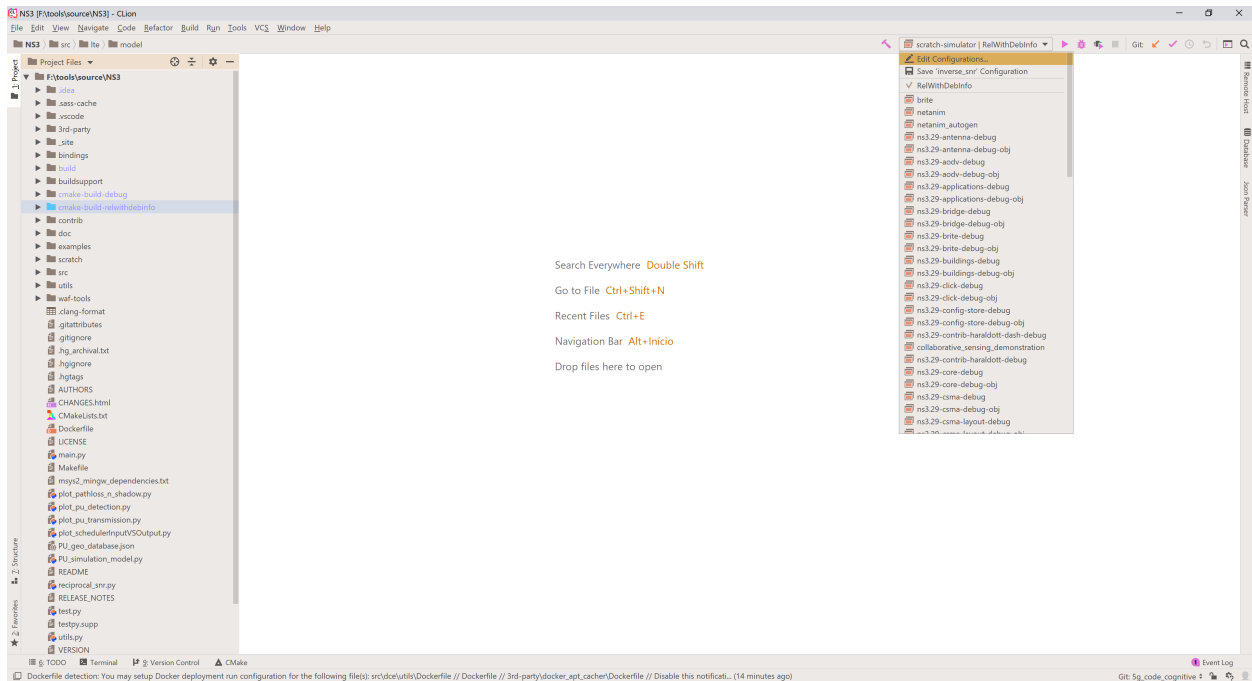 NS3 [F:\tools\source\NS3] - CLion
File Edit View Navigate Code Refactor Build Run Tools VCS Window Help
NS3 src lte model
scratch-simulator | RelWithDebInfo
Git:
1: Project
7: Structure
2: Favorites
Project Files
F:\tools\source\NS3
.idea
.sass-cache
.vscode
3rd-party
_site
bindings
build
buildsupport
cmake-build-debug
cmake-build-relwithdebinfo
contrib
doc
examples
scratch
src
utils
waf-tools
.clang-format
.gitattributes
.gitignore
.hg_archival.txt
.hgignore
.hgtags
AUTHORS
CHANGES.html
CMakeLists.txt
Dockerfile
LICENSE
main.py
Makefile
msys2_mingw_dependencies.txt
plot_pathloss_n_shadow.py
plot_pu_detection.py
plot_pu_transmission.py
plot_schedulerInputVSOutput.py
PU_geo_database.json
PU_simulation_model.py
README
reciprocal_snr.py
RELEASE_NOTES
test.py
testpy.supp
utils.py
VERSION
Search Everywhere Double Shift
Go to File Ctrl+Shift+N
Recent Files Ctrl+E
Navigation Bar Alt+Início
Drop files here to open
Edit Configurations...
Save 'inverse_snr' Configuration
RelWithDebInfo
brite
netanim
netanim_autogen
ns3.29-antenna-debug
ns3.29-antenna-debug-obj
ns3.29-aodv-debug
ns3.29-aodv-debug-obj
ns3.29-applications-debug
ns3.29-applications-debug-obj
ns3.29-bridge-debug
ns3.29-bridge-debug-obj
ns3.29-brite-debug
ns3.29-brite-debug-obj
ns3.29-buildings-debug
ns3.29-buildings-debug-obj
ns3.29-click-debug
ns3.29-click-debug-obj
ns3.29-config-store-debug
ns3.29-config-store-debug-obj
ns3.29-contrib-haraldott-dash-debug
collaborative_sensing_demonstration
ns3.29-contrib-haraldott-debug
ns3.29-core-debug
ns3.29-core-debug-obj
ns3.29-csma-debug
ns3.29-csma-debug-obj
ns3.29-csma-layout-debug
ns3.29-csma-layout-debug-obj
Remote Host
Database
Json Parser
6: TODO Terminal 9: Version Control CMake
1 Event Log
Dockerfile detection: You may setup Docker deployment run configuration for the following file(s): src\dce\utils\Dockerfile // Dockerfile // 3rd-party\docker_apt_cacher\Dockerfile // Disable this notificati... (14 minutes ago)
Git: 5g_code_cognitive